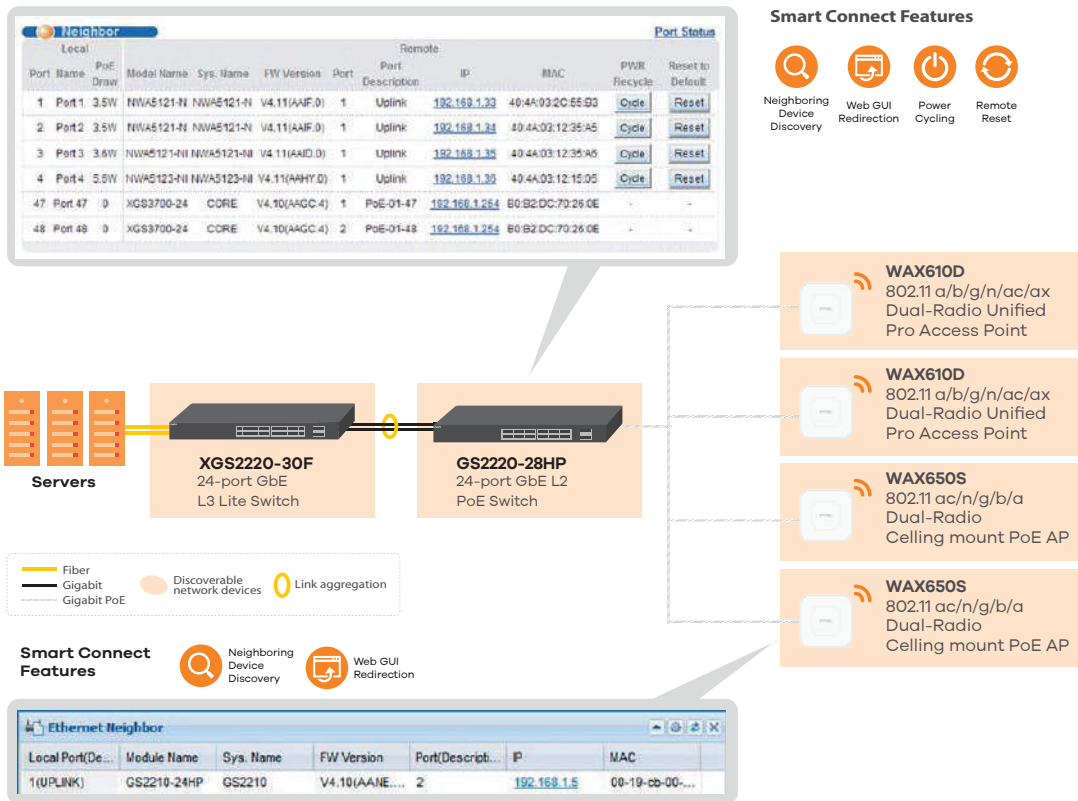 Neighbor
Port Status
Local
Remote
Port Name PoE Draw Model Name Sys. Name FW Version Port Port Description IP MAC PWR Recycle Reset to Default
1 Port 1 3.5W NWA5121-N NWA5121-N V4.11(AAIF.0) 1 Uplink 192.168.1.33 40:4A:03:2C:55:B3 Cycle Reset
2 Port 2 3.5W NWA5121-N NWA5121-N V4.11(AAIF.0) 1 Uplink 192.168.1.34 40:4A:03:12:35:A5 Cycle Reset
3 Port 3 3.6W NWA5121-NI NWA5121-NI V4.11(AAID.0) 1 Uplink 192.168.1.35 40:4A:03:12:35:A6 Cycle Reset
4 Port 4 5.5W NWA5123-NI NWA5123-NI V4.11(AAHY.0) 1 Uplink 192.168.1.36 40:4A:03:12:15:05 Cycle Reset
47 Port 47 0 XGS3700-24 CORE V4.10(AAGC.4) 1 PoE-01-47 192.168.1.254 B0:B2:DC:70:26:0E - -
48 Port 48 0 XGS3700-24 CORE V4.10(AAGC.4) 2 PoE-01-48 192.168.1.254 B0:B2:DC:70:26:0E - -
Smart Connect Features
Neighboring
Device
Discovery
Web GUI
Redirection
Power
Cycling
Remote
Reset
WAX610D
802.11 a/b/g/n/ac/ax
Dual-Radio Unified
Pro Access Point
WAX610D
802.11 a/b/g/n/ac/ax
Dual-Radio Unified
Pro Access Point
WAX650S
802.11 ac/n/g/b/a
Dual-Radio
Celling mount PoE AP
WAX650S
802.11 ac/n/g/b/a
Dual-Radio
Celling mount PoE AP
Servers
XGS2220-30F
24-port GbE
L3 Lite Switch
GS2220-28HP
24-port GbE L2
PoE Switch
Fiber
Gigabit
Gigabit PoE
Discoverable
network devices
Link aggregation
Smart Connect
Features
Neighboring
Device
Discovery
Web GUI
Redirection
Ethernet Neighbor
Local Port(De... Module Name Sys. Name FW Version Port(Descripti... IP MAC
1(UPLINK) GS2210-24HP GS2210 V4.10(AANE.... 2 192.168.1.5 00-19-cb-00-...